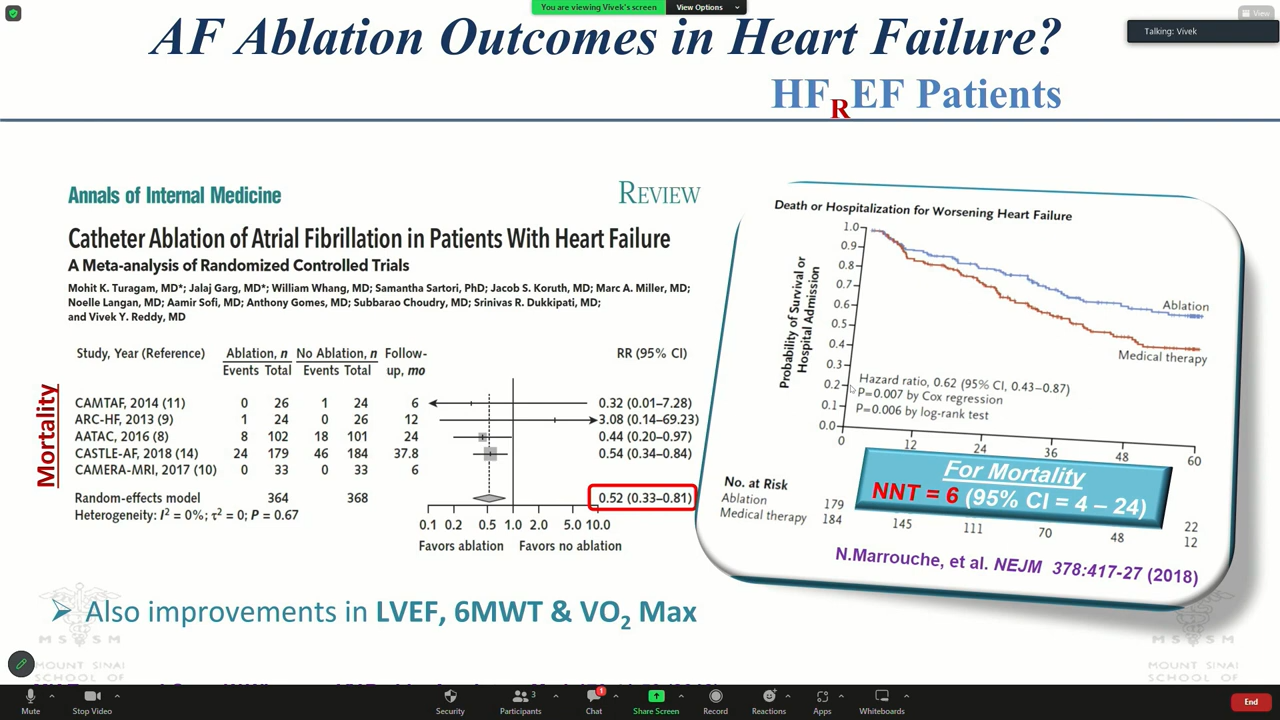 You are viewing Vivek's screen View Options
View
Talking: Vivek
AF Ablation Outcomes in Heart Failure?
HFREF Patients
Annals of Internal Medicine
REVIEW
Catheter Ablation of Atrial Fibrillation in Patients With Heart Failure
A Meta-analysis of Randomized Controlled Trials
Mohit K. Turagam, MD*; Jalaj Garg, MD*; William Whang, MD; Samantha Sartori, PhD; Jacob S. Koruth, MD; Marc A. Miller, MD;
Noelle Langan, MD; Aamir Sofi, MD; Anthony Gomes, MD; Subbarao Choudry, MD; Srinivas R. Dukkipati, MD;
and Vivek Y. Reddy, MD
Mortality
Study, Year (Reference) Ablation, n No Ablation, n Follow- RR (95% CI)
Events Total Events Total up, mo
CAMTAF, 2014 (11) 0 26 1 24 6 0.32 (0.01–7.28)
ARC-HF, 2013 (9) 1 24 0 26 12 3.08 (0.14–69.23)
AATAC, 2016 (8) 8 102 18 101 24 0.44 (0.20–0.97)
CASTLE-AF, 2018 (14) 24 179 46 184 37.8 0.54 (0.34–0.84)
CAMERA-MRI, 2017 (10) 0 33 0 33 6
Random-effects model 364 368 0.52 (0.33–0.81)
Heterogeneity: I² = 0%; τ² = 0; P = 0.67
0.1 0.2 0.5 1.0 2.0 5.0 10.0
Favors ablation Favors no ablation
Death or Hospitalization for Worsening Heart Failure
Probability of Survival or
Hospital Admission
1.0
0.9
0.8
0.7
0.6
0.5
0.4
0.3
0.2
0.1
0.0
Ablation
Medical therapy
Hazard ratio, 0.62 (95% CI, 0.43–0.87)
P=0.007 by Cox regression
P=0.006 by log-rank test
0 12 24 36 48 60
For Mortality
NNT = 6 (95% CI = 4 – 24)
No. at Risk
Ablation 179 22
Medical therapy 184 145 111 70 48 12
N.Marrouche, et al. NEJM 378:417-27 (2018)
Also improvements in LVEF, 6MWT & VO2 Max
MSSM
MOUNT SINAI
SCHOOL OF
MSSM
MOUNT SINAI
SCHOOL OF
Mute Stop Video Security Participants 3 Chat 1 Share Screen Record Reactions Apps Whiteboards End